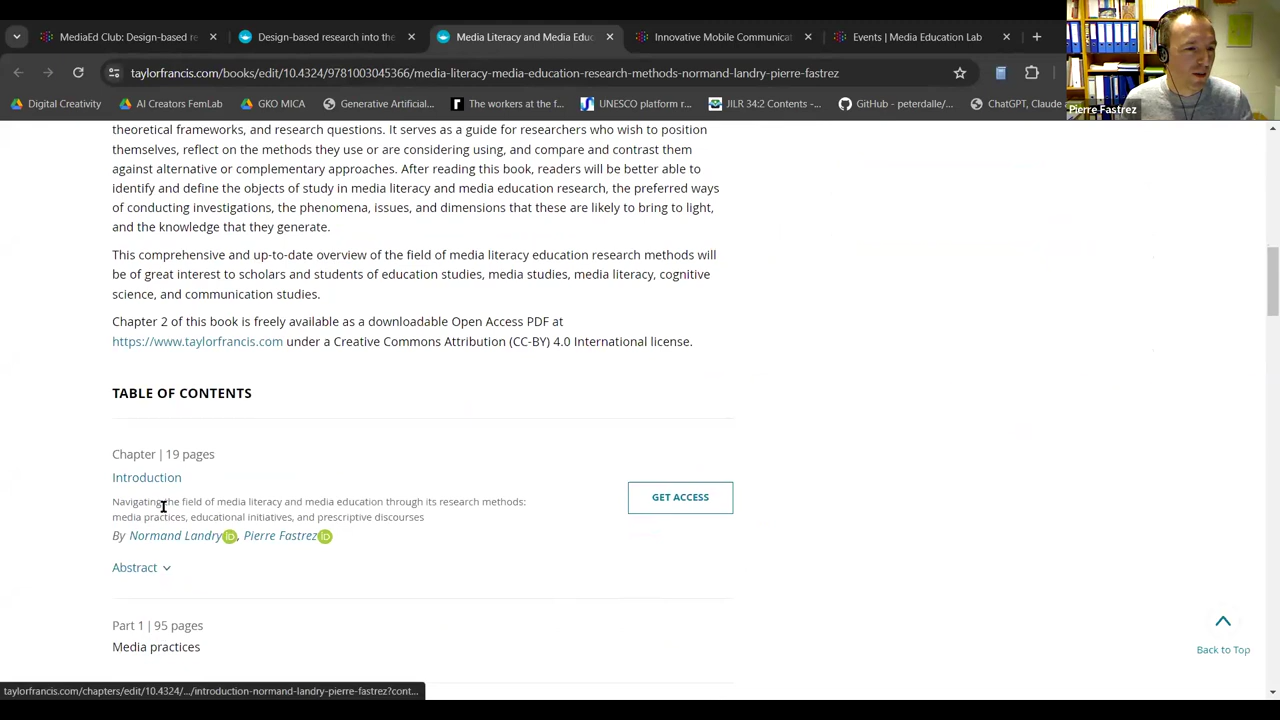 MediaEd Club: Design-based re
Design-based research into the
Media Literacy and Media Educ
Innovative Mobile Communicat
Events | Media Education Lab
taylorfrancis.com/books/edit/10.4324/9781003045366/media-literacy-media-education-research-methods-normand-landry-pierre-fastrez
Digital Creativity
AI Creators FemLab
GKO MICA
Generative Artificial...
The workers at the f...
UNESCO platform r...
JILR 34:2 Contents -...
GitHub - peterdalle/...
ChatGPT, Claude
Pierre Fastrez
theoretical frameworks, and research questions. It serves as a guide for researchers who wish to position
themselves, reflect on the methods they use or are considering using, and compare and contrast them
against alternative or complementary approaches. After reading this book, readers will be better able to
identify and define the objects of study in media literacy and media education research, the preferred ways
of conducting investigations, the phenomena, issues, and dimensions that these are likely to bring to light,
and the knowledge that they generate.
This comprehensive and up-to-date overview of the field of media literacy education research methods will
be of great interest to scholars and students of education studies, media studies, media literacy, cognitive
science, and communication studies.
Chapter 2 of this book is freely available as a downloadable Open Access PDF at
https://www.taylorfrancis.com under a Creative Commons Attribution (CC-BY) 4.0 International license.
TABLE OF CONTENTS
Chapter | 19 pages
Introduction
Navigating the field of media literacy and media education through its research methods:
media practices, educational initiatives, and prescriptive discourses
GET ACCESS
By Normand Landry iD, Pierre Fastrez iD
Abstract
Part 1 | 95 pages
Media practices
Back to Top
taylorfrancis.com/chapters/edit/10.4324/.../introduction-normand-landry-pierre-fastrez?cont...